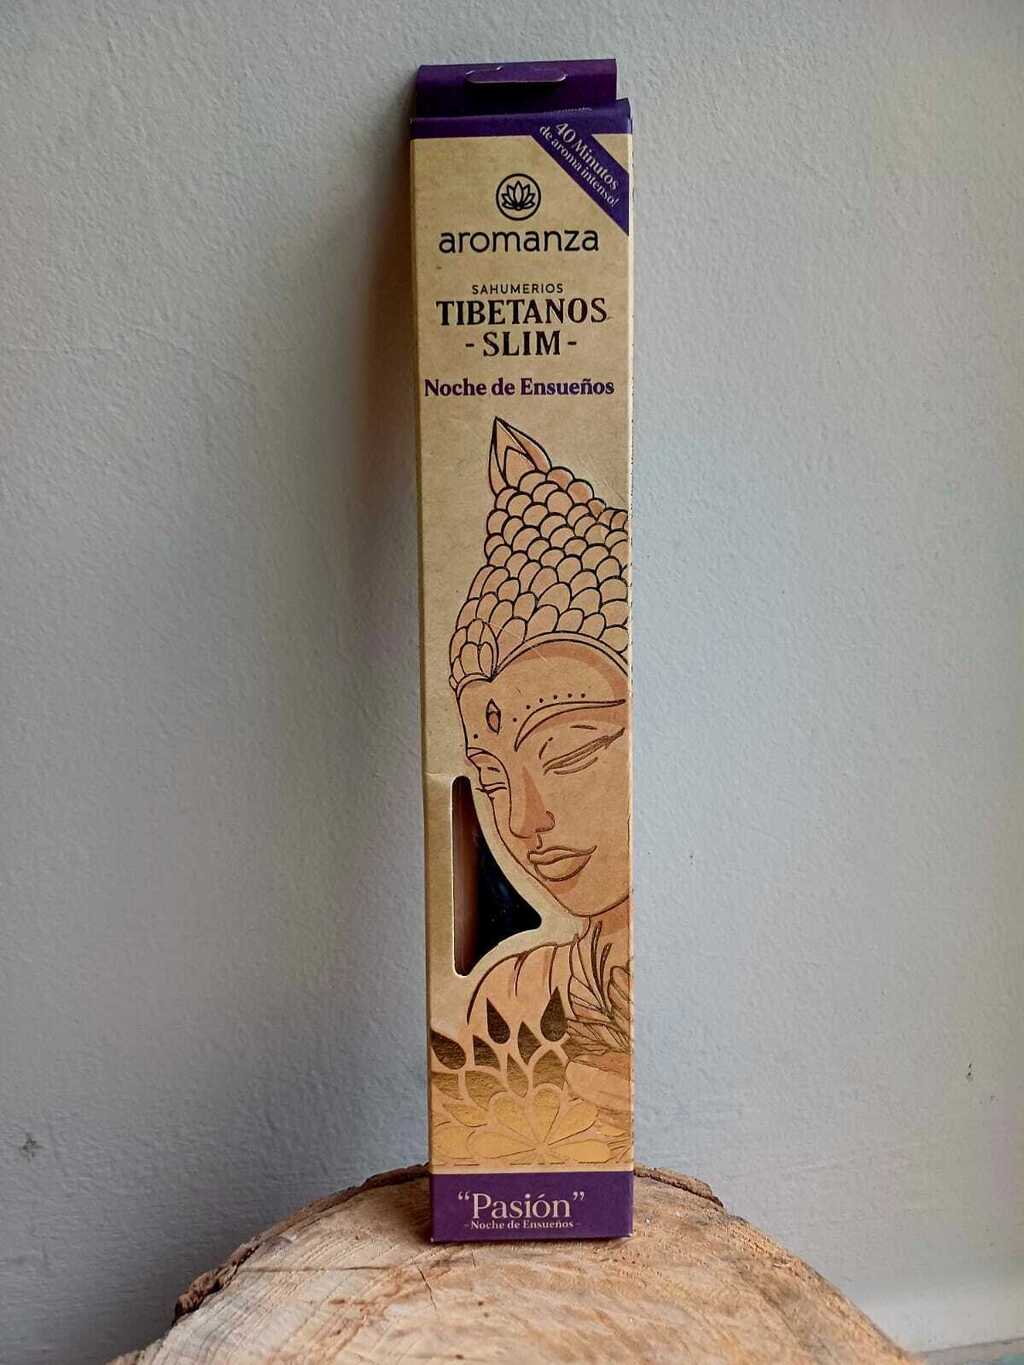 40 Minutos
de aroma intenso!
aromanza
SAHUMERIOS
TIBETANOS
- SLIM -
Noche de Ensueños
“Pasión”
- Noche de Ensueños -